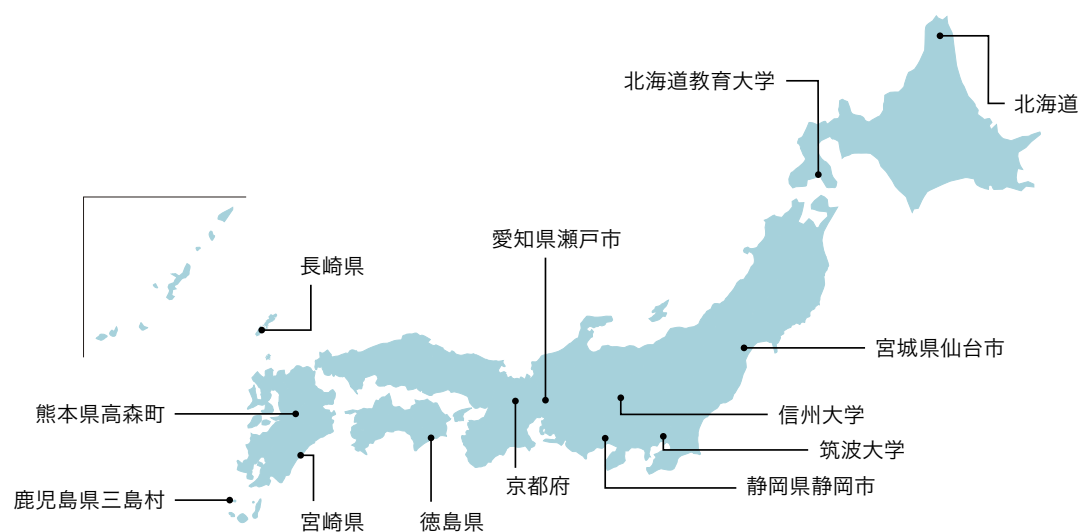 北海道教育大学
北海道
愛知県瀬戸市
長崎県
宮城県仙台市
熊本県高森町
信州大学
筑波大学
京都府
静岡県静岡市
鹿児島県三島村
宮崎県
徳島県